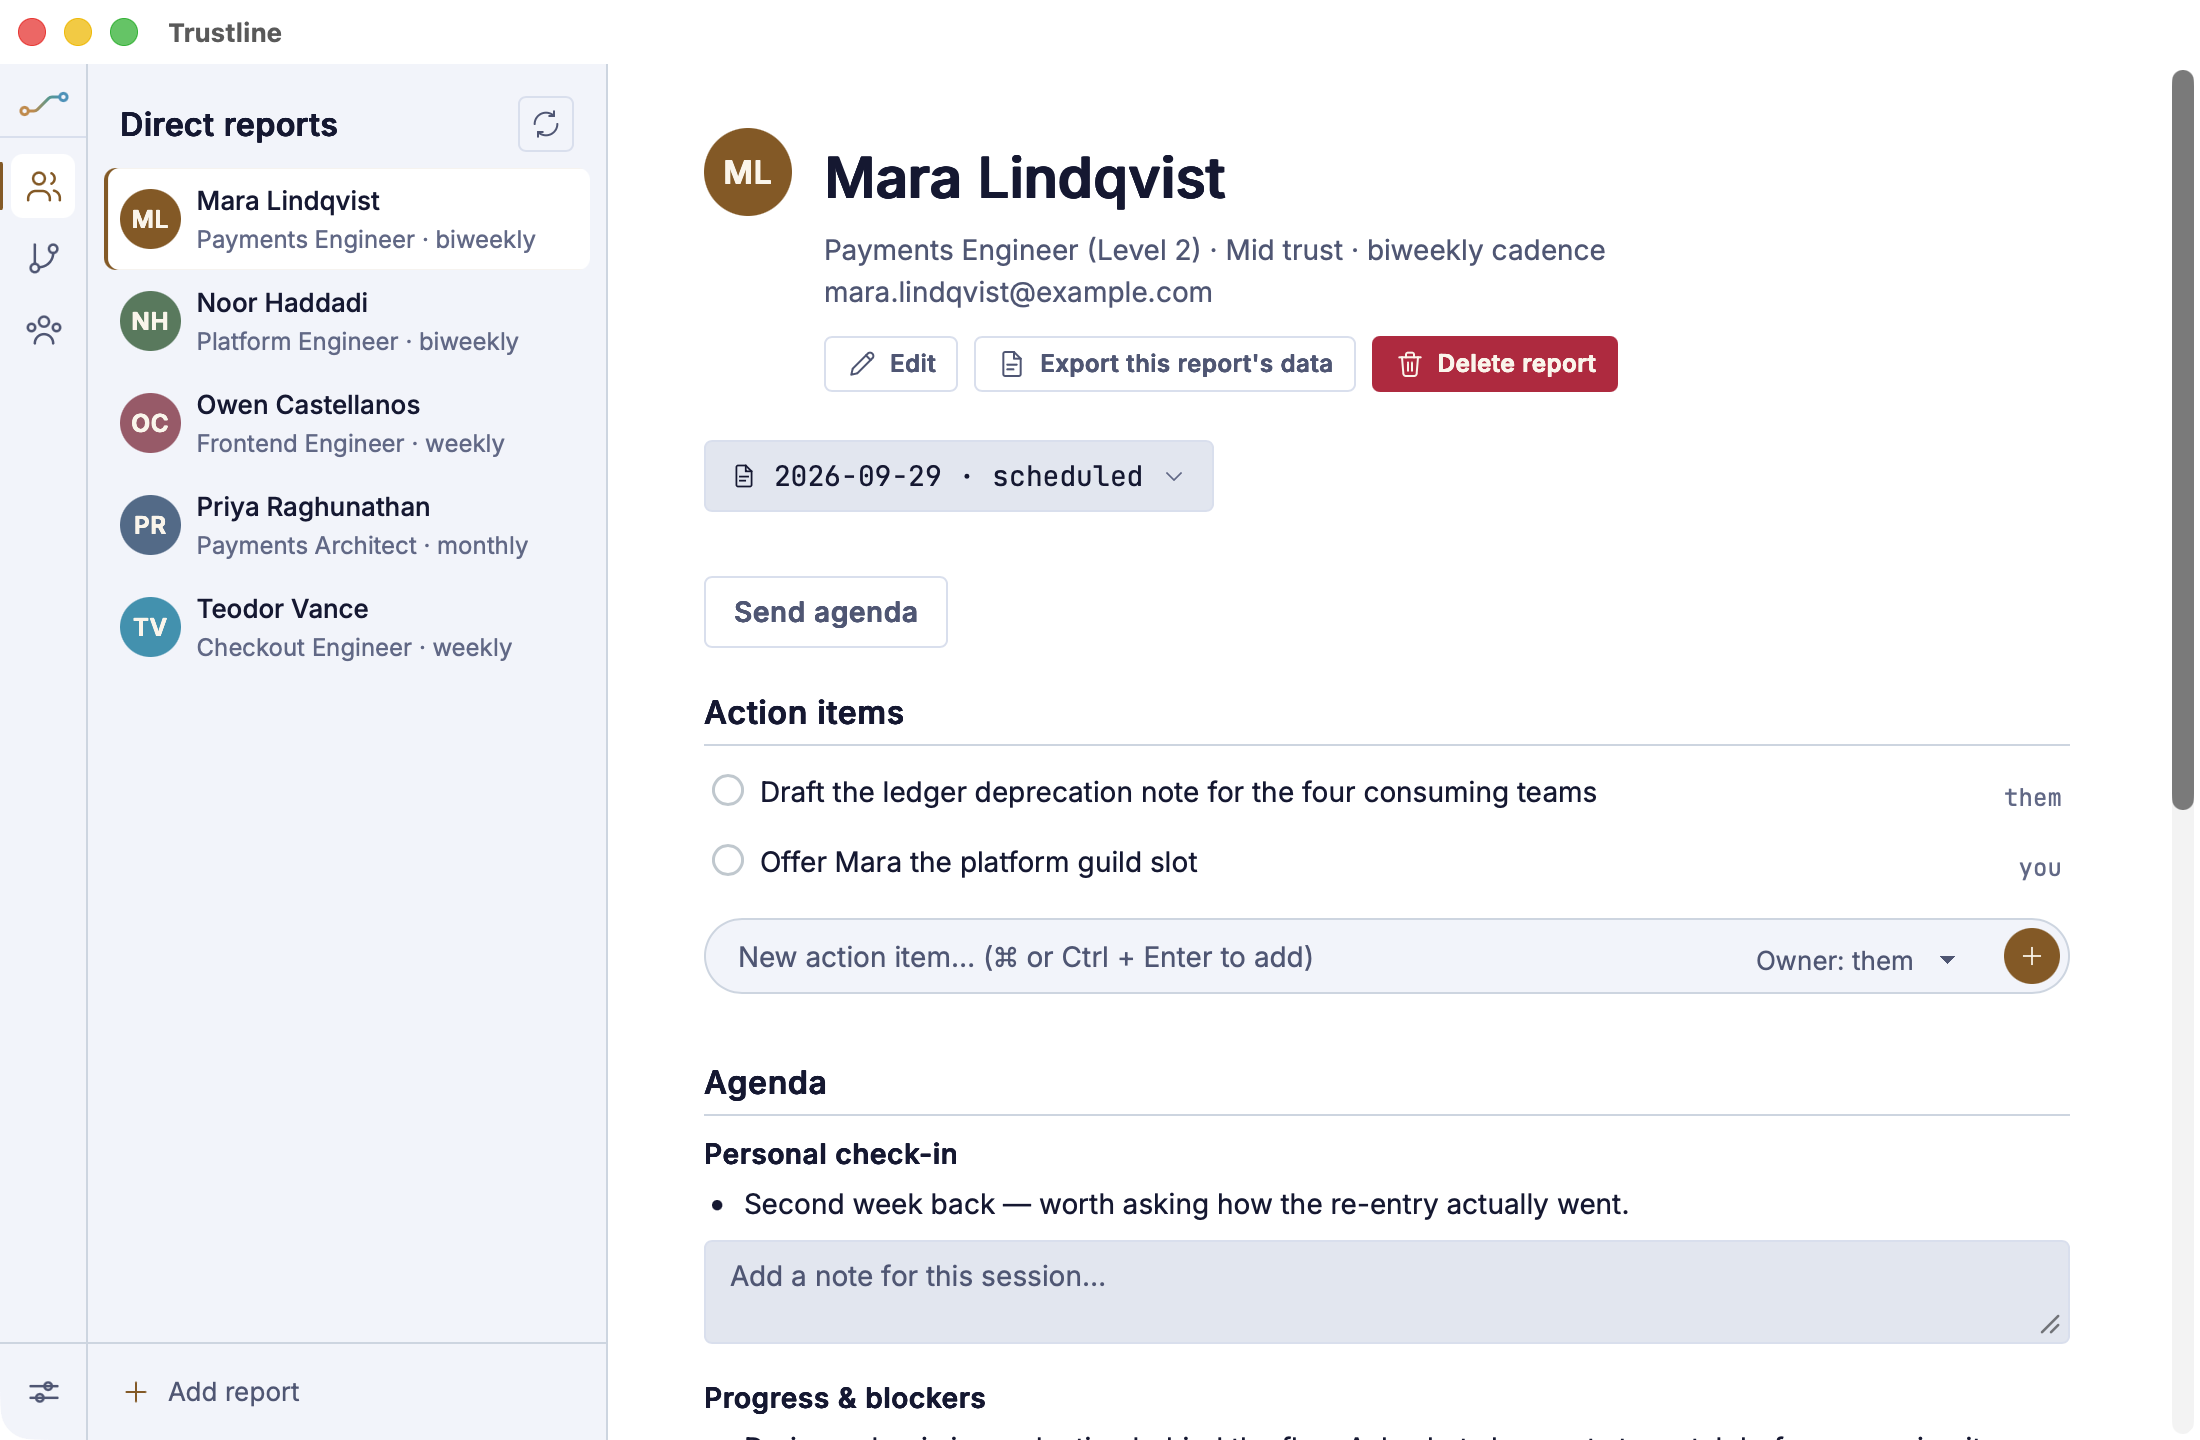 Trustline
Direct reports
ML
Mara Lindqvist
Payments Engineer · biweekly
NH
Noor Haddadi
Platform Engineer · biweekly
OC
Owen Castellanos
Frontend Engineer · weekly
PR
Priya Raghunathan
Payments Architect · monthly
TV
Teodor Vance
Checkout Engineer · weekly
Add report
ML
Mara Lindqvist
Payments Engineer (Level 2) · Mid trust · biweekly cadence
mara.lindqvist@example.com
Edit
Export this report's data
Delete report
2026-09-29 · scheduled
Send agenda
Action items
Draft the ledger deprecation note for the four consuming teams
them
Offer Mara the platform guild slot
you
New action item... (⌘ or Ctrl + Enter to add)
Owner: them
Agenda
Personal check-in
• Second week back — worth asking how the re-entry actually went.
Add a note for this session...
Progress & blockers